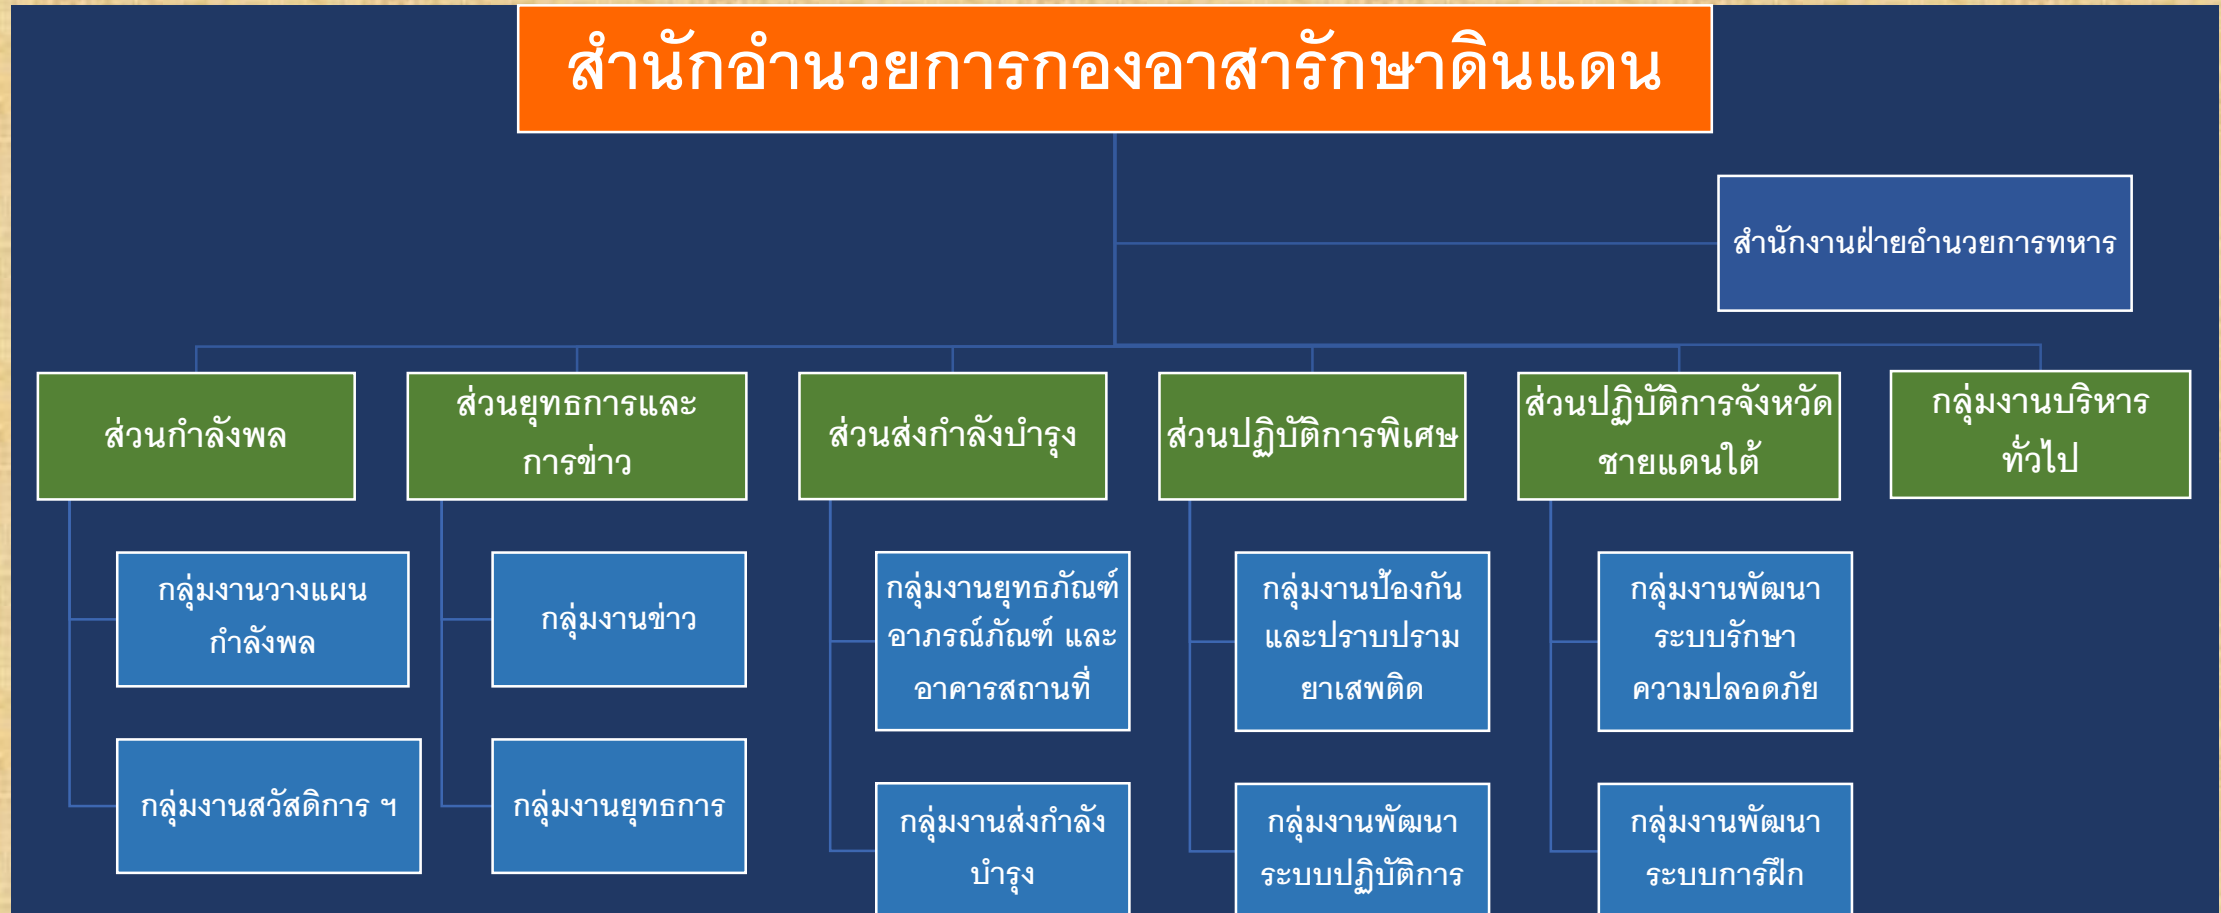 สำนักอำนวยการกองอาสารักษาดินแดน
สำนักงานฝ่ายอำนวยการทหาร
ส่วนกำลังพล
ส่วนยุทธการและ
การข่าว
ส่วนส่งกำลังบำรุง
ส่วนปฏิบัติการพิเศษ
ส่วนปฏิบัติการจังหวัด
ชายแดนใต้
กลุ่มงานบริหาร
ทั่วไป
กลุ่มงานวางแผน
กำลังพล
กลุ่มงานข่าว
กลุ่มงานยุทธภัณฑ์
อาภรณ์ภัณฑ์ และ
อาคารสถานที่
กลุ่มงานป้องกัน
และปราบปราม
ยาเสพติด
กลุ่มงานพัฒนา
ระบบรักษา
ความปลอดภัย
กลุ่มงานสวัสดิการ ฯ
กลุ่มงานยุทธการ
กลุ่มงานส่งกำลัง
บำรุง
กลุ่มงานพัฒนา
ระบบปฏิบัติการ
กลุ่มงานพัฒนา
ระบบการฝึก